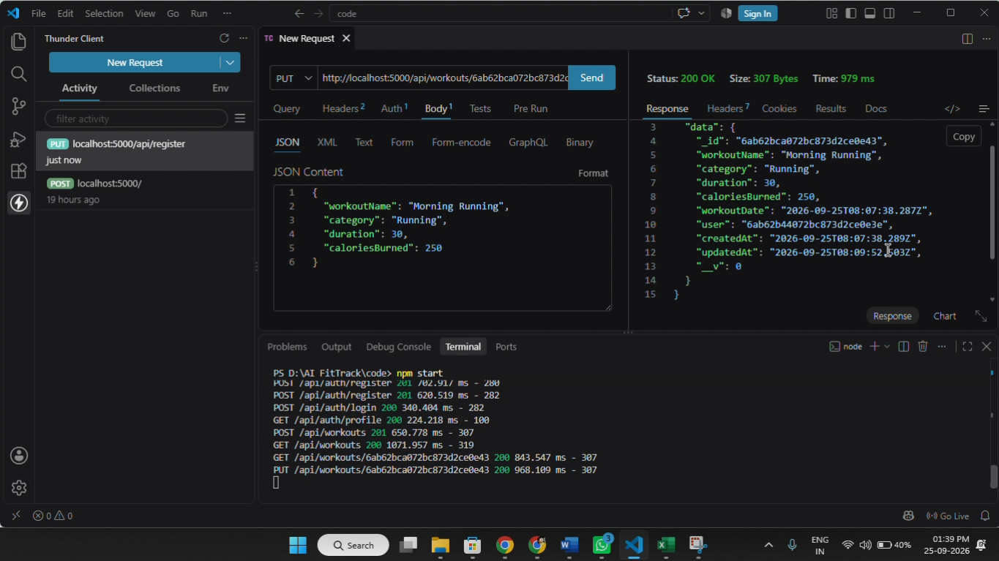 File Edit Selection View Go Run ··· code Sign In
Thunder Client
New Request
Activity Collections Env
filter activity
PUT localhost:5000/api/register
just now
POST localhost:5000/
19 hours ago
TC New Request
PUT http://localhost:5000/api/workouts/6ab62bca072bc873d2c Send
Query Headers 2 Auth 1 Body 1 Tests Pre Run
JSON XML Text Form Form-encode GraphQL Binary
JSON Content Format
1 {
2 "workoutName": "Morning Running",
3 "category": "Running",
4 "duration": 30,
5 "caloriesBurned": 250
6 }
Status: 200 OK Size: 307 Bytes Time: 979 ms
Response Headers 7 Cookies Results Docs </>
Copy
3 "data": {
4 "_id": "6ab62bca072bc873d2ce0e43",
5 "workoutName": "Morning Running",
6 "category": "Running",
7 "duration": 30,
8 "caloriesBurned": 250,
9 "workoutDate": "2026-09-25T08:07:38.287Z",
10 "user": "6ab62b44072bc873d2ce0e3e",
11 "createdAt": "2026-09-25T08:07:38.289Z",
12 "updatedAt": "2026-09-25T08:09:52.503Z",
13 "__v": 0
14 }
15 }
Response Chart
Problems Output Debug Console Terminal Ports node
PS D:\AI FitTrack\code> npm start
POST /api/auth/register 201 702.917 ms - 280
POST /api/auth/register 201 620.519 ms - 282
POST /api/auth/login 200 340.404 ms - 282
GET /api/auth/profile 200 224.218 ms - 100
POST /api/workouts 201 650.778 ms - 307
GET /api/workouts 200 1071.957 ms - 319
GET /api/workouts/6ab62bca072bc873d2ce0e43 200 843.547 ms - 307
PUT /api/workouts/6ab62bca072bc873d2ce0e43 200 968.109 ms - 307
0 0 Go Live
Search 3 ENG IN 40% 01:39 PM 25-09-2026